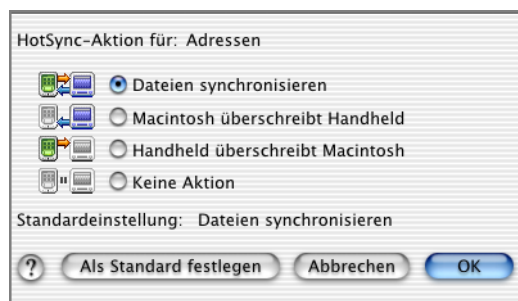 HotSync-Aktion für: Adressen
Dateien synchronisieren
Macintosh überschreibt Handheld
Handheld überschreibt Macintosh
Keine Aktion
Standardeinstellung: Dateien synchronisieren
? Als Standard festlegen Abbrechen OK